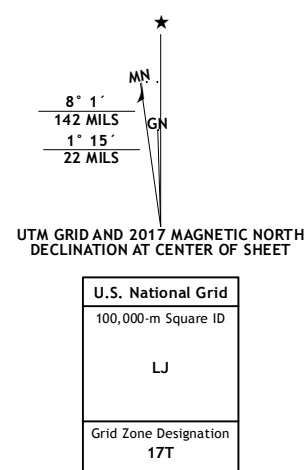 ★
MN
GN
8° 1´
142 MILS
1° 15´
22 MILS
UTM GRID AND 2017 MAGNETIC NORTH
DECLINATION AT CENTER OF SHEET
U.S. National Grid
100,000-m Square ID
LJ
Grid Zone Designation
17T